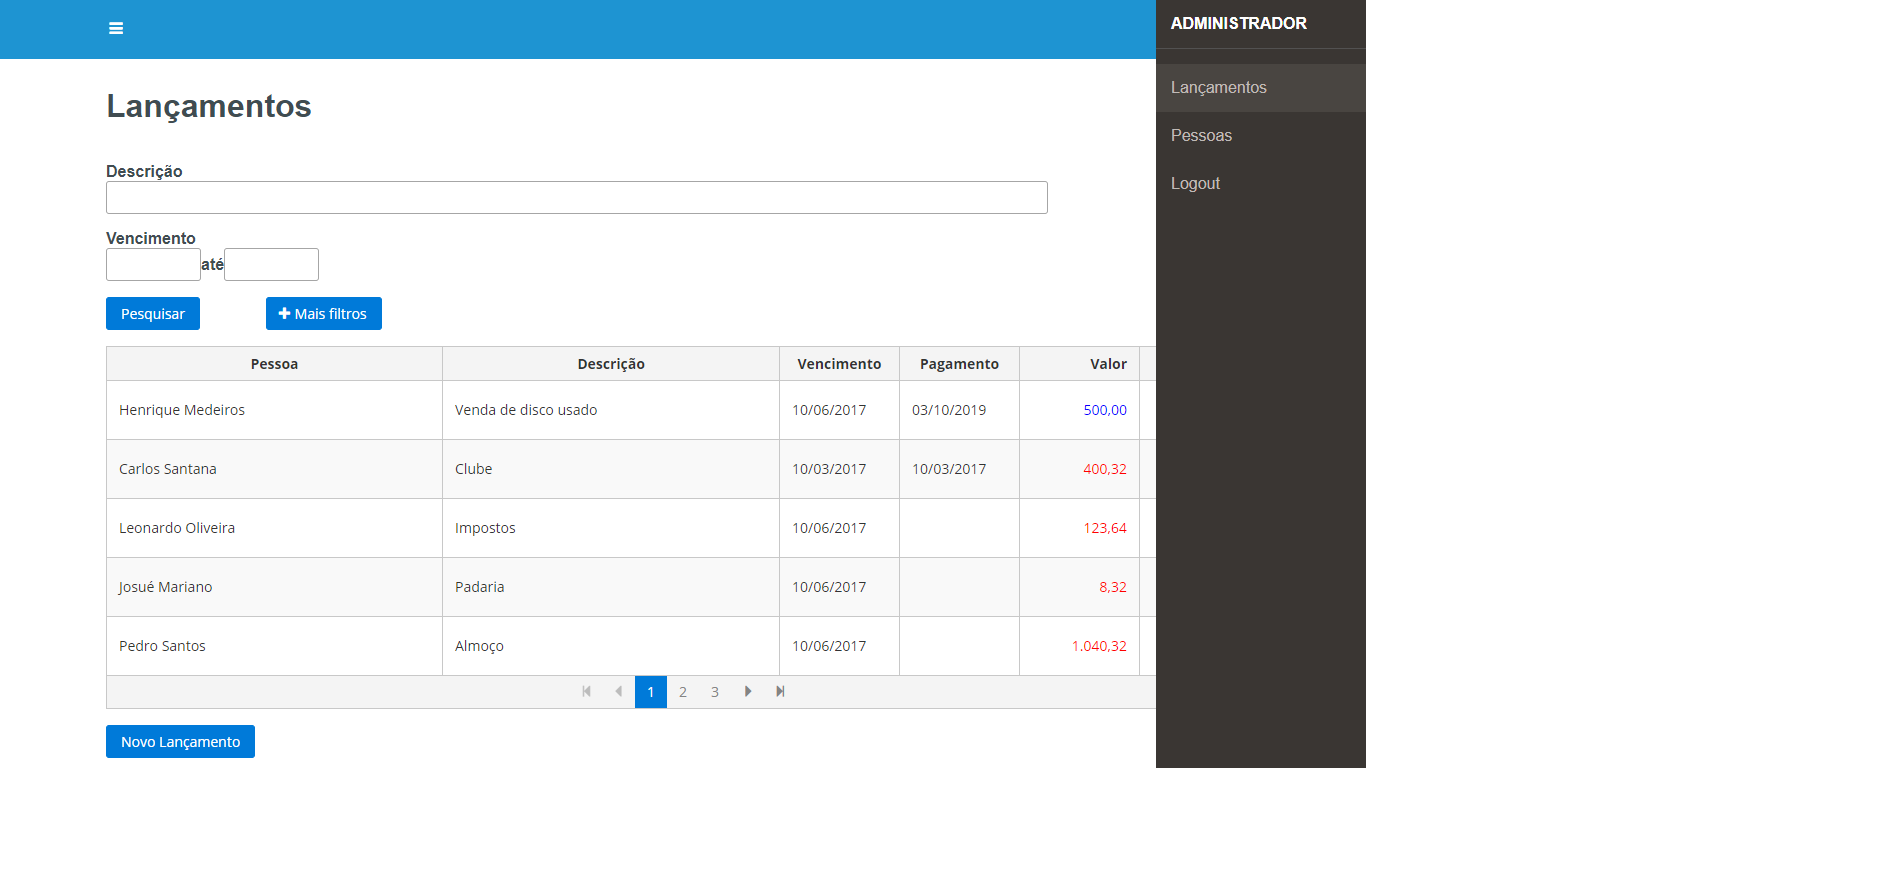 ADMINISTRADOR
Lançamentos
Pessoas
Logout
Lançamentos
Descrição
Vencimento
até
Pesquisar Mais filtros
Pessoa Descrição Vencimento Pagamento Valor
Henrique Medeiros Venda de disco usado 10/06/2017 03/10/2019 500,00
Carlos Santana Clube 10/03/2017 10/03/2017 400,32
Leonardo Oliveira Impostos 10/06/2017 123,64
Josué Mariano Padaria 10/06/2017 8,32
Pedro Santos Almoço 10/06/2017 1.040,32
1 2 3
Novo Lançamento